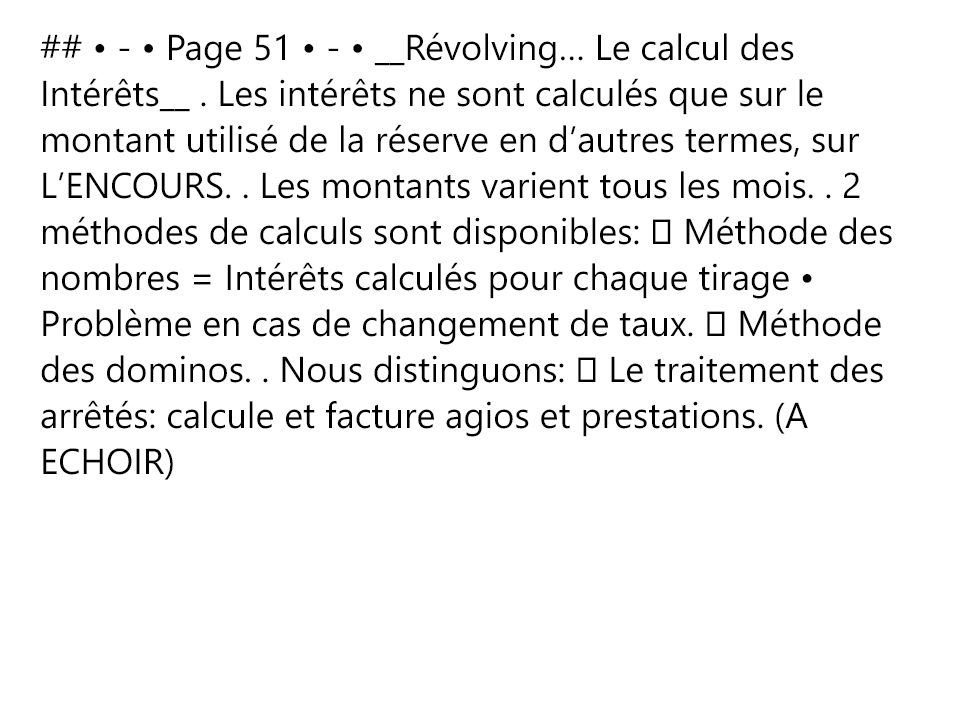 ## • - • Page 51 • - • __Révolving… Le calcul des
Intérêts__ . Les intérêts ne sont calculés que sur le
montant utilisé de la réserve en d’autres termes, sur
L’ENCOURS. . Les montants varient tous les mois. . 2
méthodes de calculs sont disponibles: □ Méthode des
nombres = Intérêts calculés pour chaque tirage •
Problème en cas de changement de taux. □ Méthode
des dominos. . Nous distinguons: □ Le traitement des
arrêtés: calcule et facture agios et prestations. (A
ECHOIR)